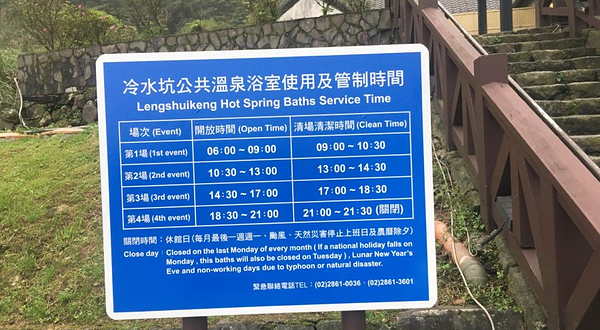 冷水坑公共溫泉浴室使用及管制時間
Lengshuikeng Hot Spring Baths Service Time
場次 (Event) 開放時間 (Open Time) 清場清潔時間 (Clean Time)
第1場 (1st event) 06:00 ~ 09:00 09:00 ~ 10:30
第2場 (2nd event) 10:30 ~ 13:00 13:00 ~ 14:30
第3場 (3rd event) 14:30 ~ 17:00 17:00 ~ 18:30
第4場 (4th event) 18:30 ~ 21:00 21:00 ~ 21:30 (關閉)
關閉時間：休館日(每月最後一週週一、颱風、天然災害停止上班日及農曆除夕)
Close day：Closed on the last Monday of every month ( If a national holiday falls on
Monday , this baths will also be closed on Tuesday ) , Lunar New Year's
Eve and non-working days due to typhoon or natural disaster.
緊急聯絡電話TEL：(02)2861-0036、(02)2861-3601